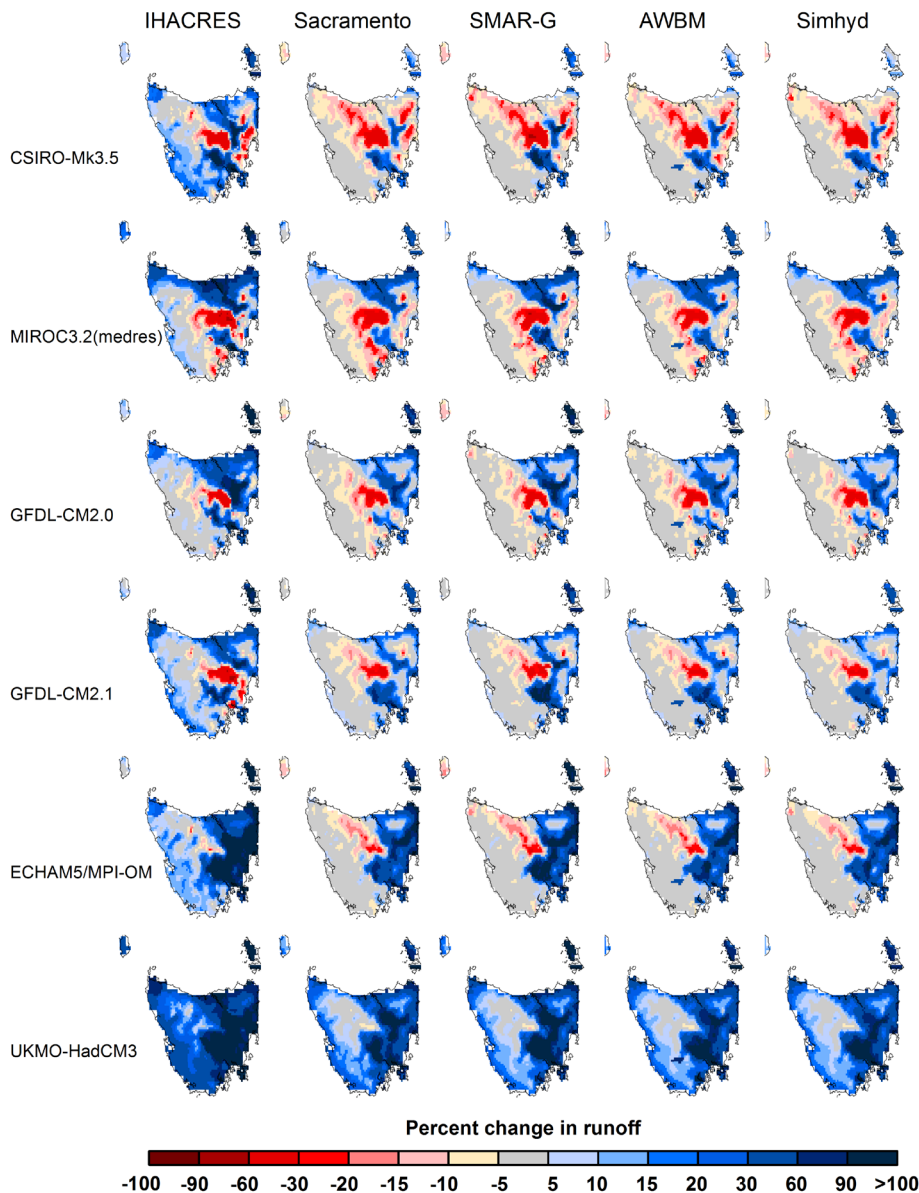 IHACRES Sacramento SMAR-G AWBM Simhyd
CSIRO-Mk3.5
MIROC3.2(medres)
GFDL-CM2.0
GFDL-CM2.1
ECHAM5/MPI-OM
UKMO-HadCM3
Percent change in runoff
-100 -90 -60 -30 -20 -15 -10 -5 5 10 15 20 30 60 90 >100